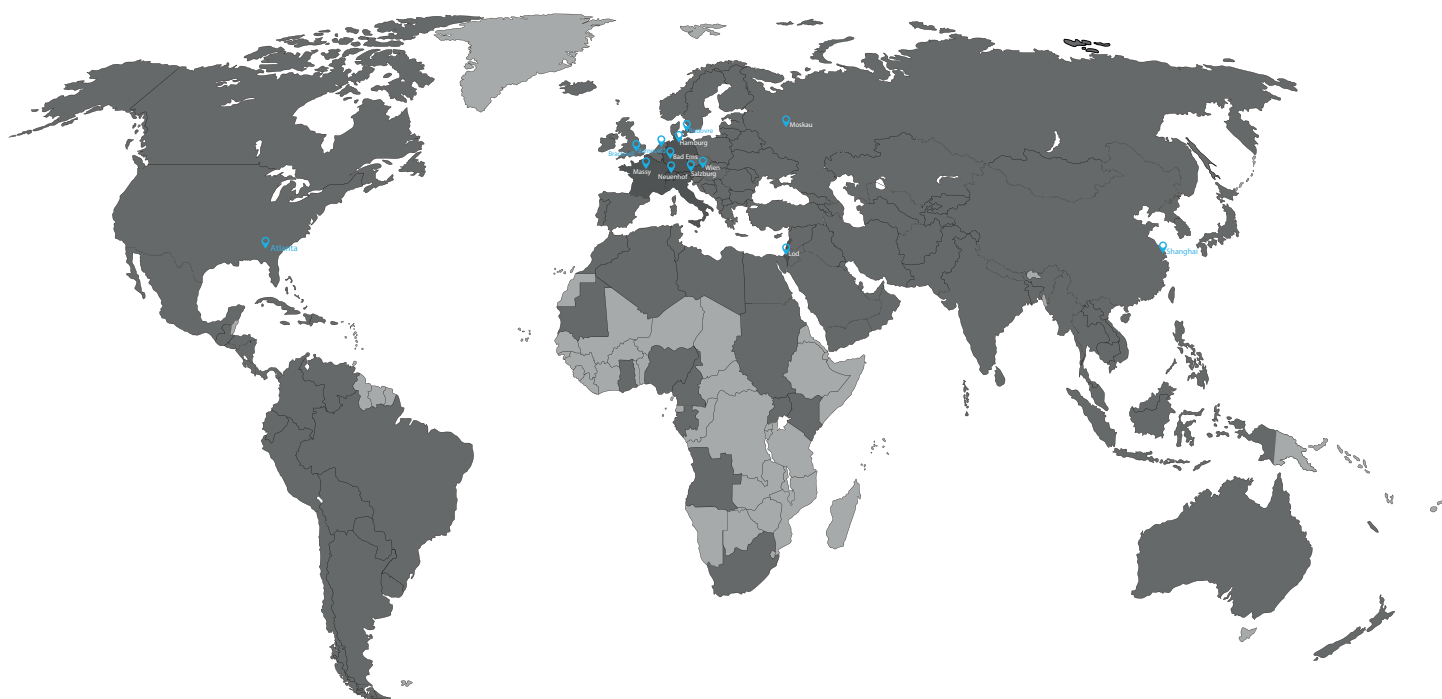 Moskau
Hamburg
Bad Ems
Massy
Wien
Neuenhof
Salzburg
Atlanta
Lod
Shanghai